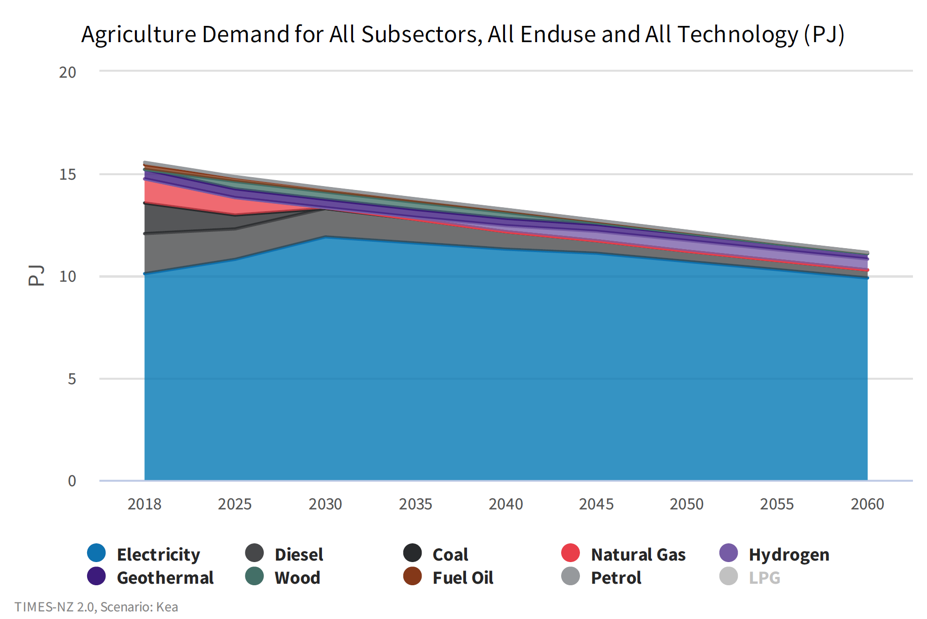 Agriculture Demand for All Subsectors, All Enduse and All Technology (PJ)
20
15
10
5
0
PJ
2018 2025 2030 2035 2040 2045 2050 2055 2060
Electricity Diesel Coal Natural Gas Hydrogen
Geothermal Wood Fuel Oil Petrol LPG
TIMES-NZ 2.0, Scenario: Kea